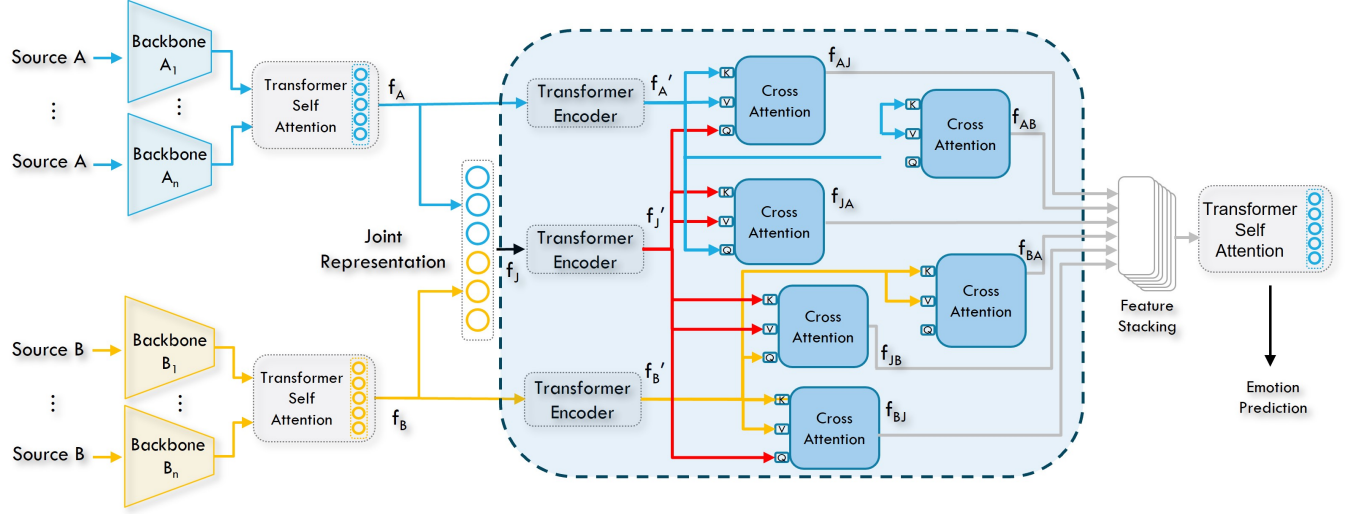 Source A
Backbone
A1
⋮
⋮
Source A
Backbone
An
Transformer
Self
Attention
fA
Joint
Representation
fJ
Source B
Backbone
B1
⋮
⋮
Source B
Backbone
Bn
Transformer
Self
Attention
fB
Transformer
Encoder
fA'
Transformer
Encoder
fJ'
Transformer
Encoder
fB'
K
V
Q
Cross
Attention
fAJ
K
V
Q
Cross
Attention
fAB
K
V
Q
Cross
Attention
fJA
K
V
Q
Cross
Attention
fBA
K
V
Q
Cross
Attention
fJB
K
V
Q
Cross
Attention
fBJ
Feature
Stacking
Transformer
Self
Attention
Emotion
Prediction